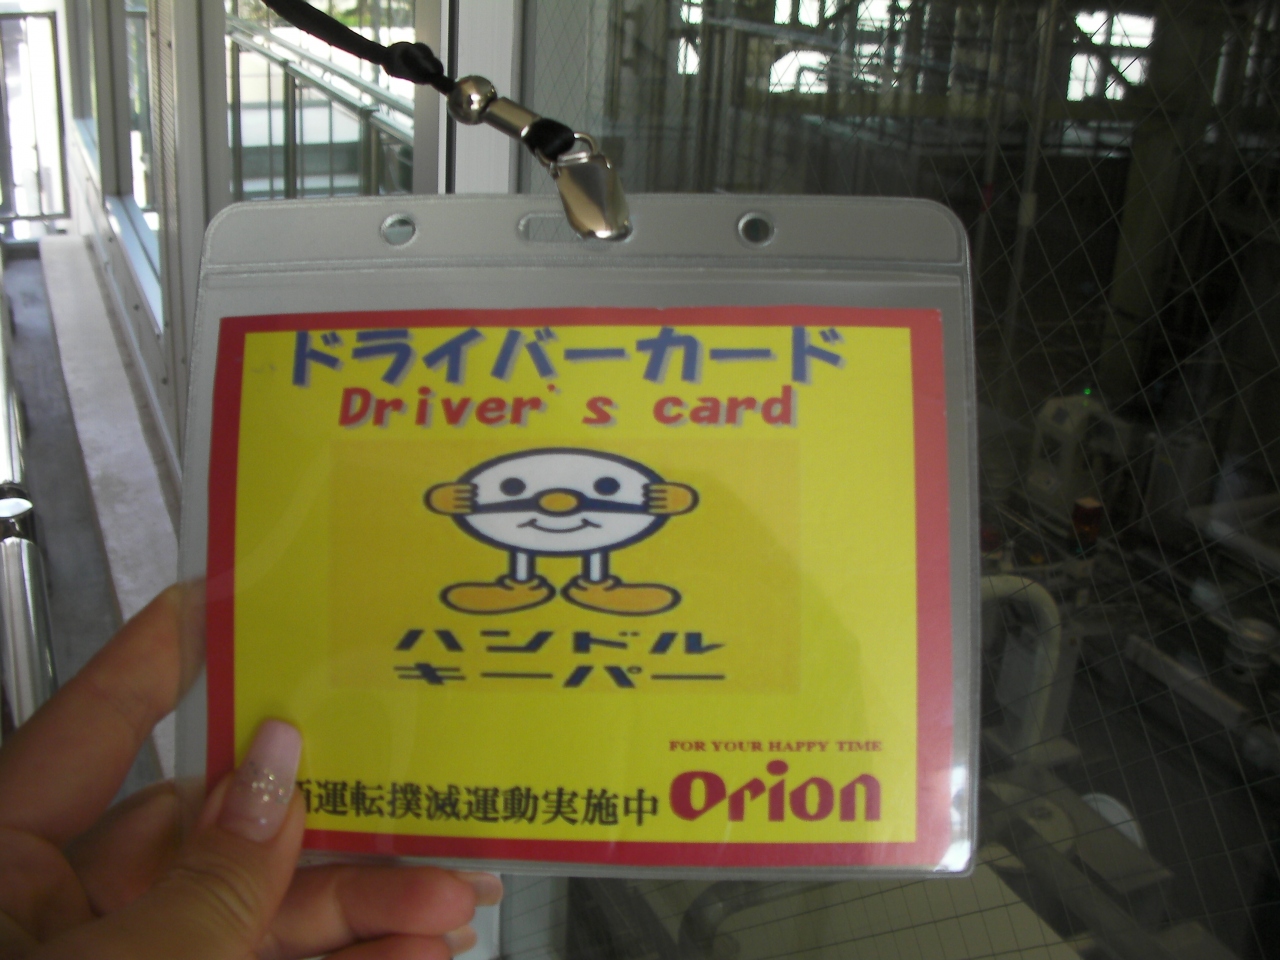 ドライバーカード
Driver's card
ハンドル
キーパー
FOR YOUR HAPPY TIME
運転撲滅運動実施中
Orion